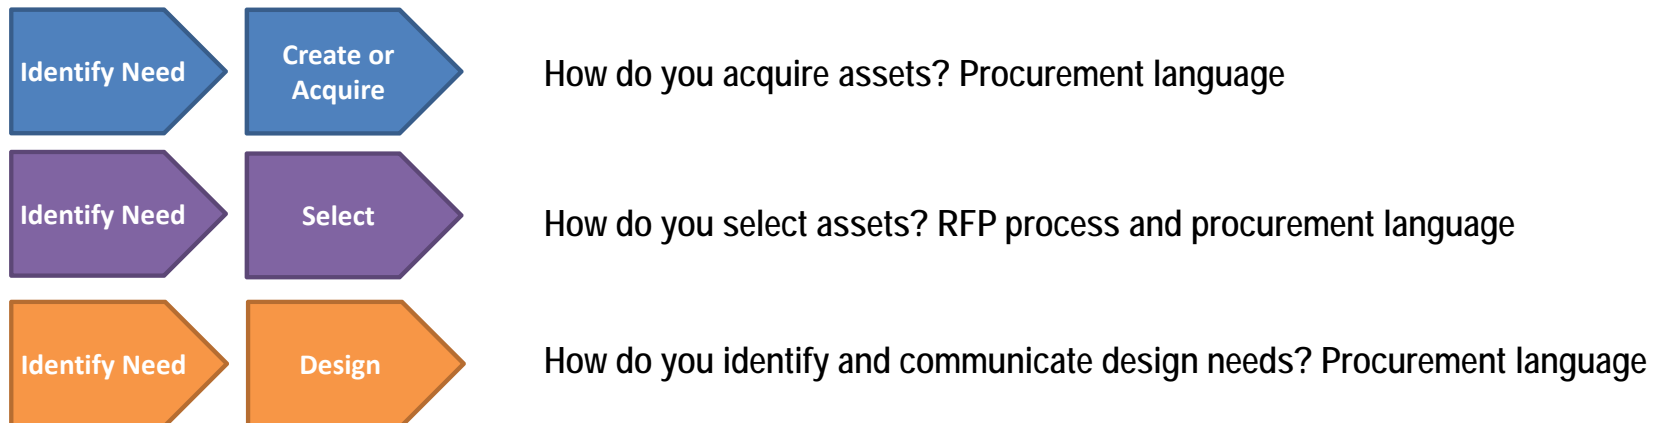 Identify Need
Create or
Acquire
How do you acquire assets? Procurement language
Identify Need
Select
How do you select assets? RFP process and procurement language
Identify Need
Design
How do you identify and communicate design needs? Procurement language